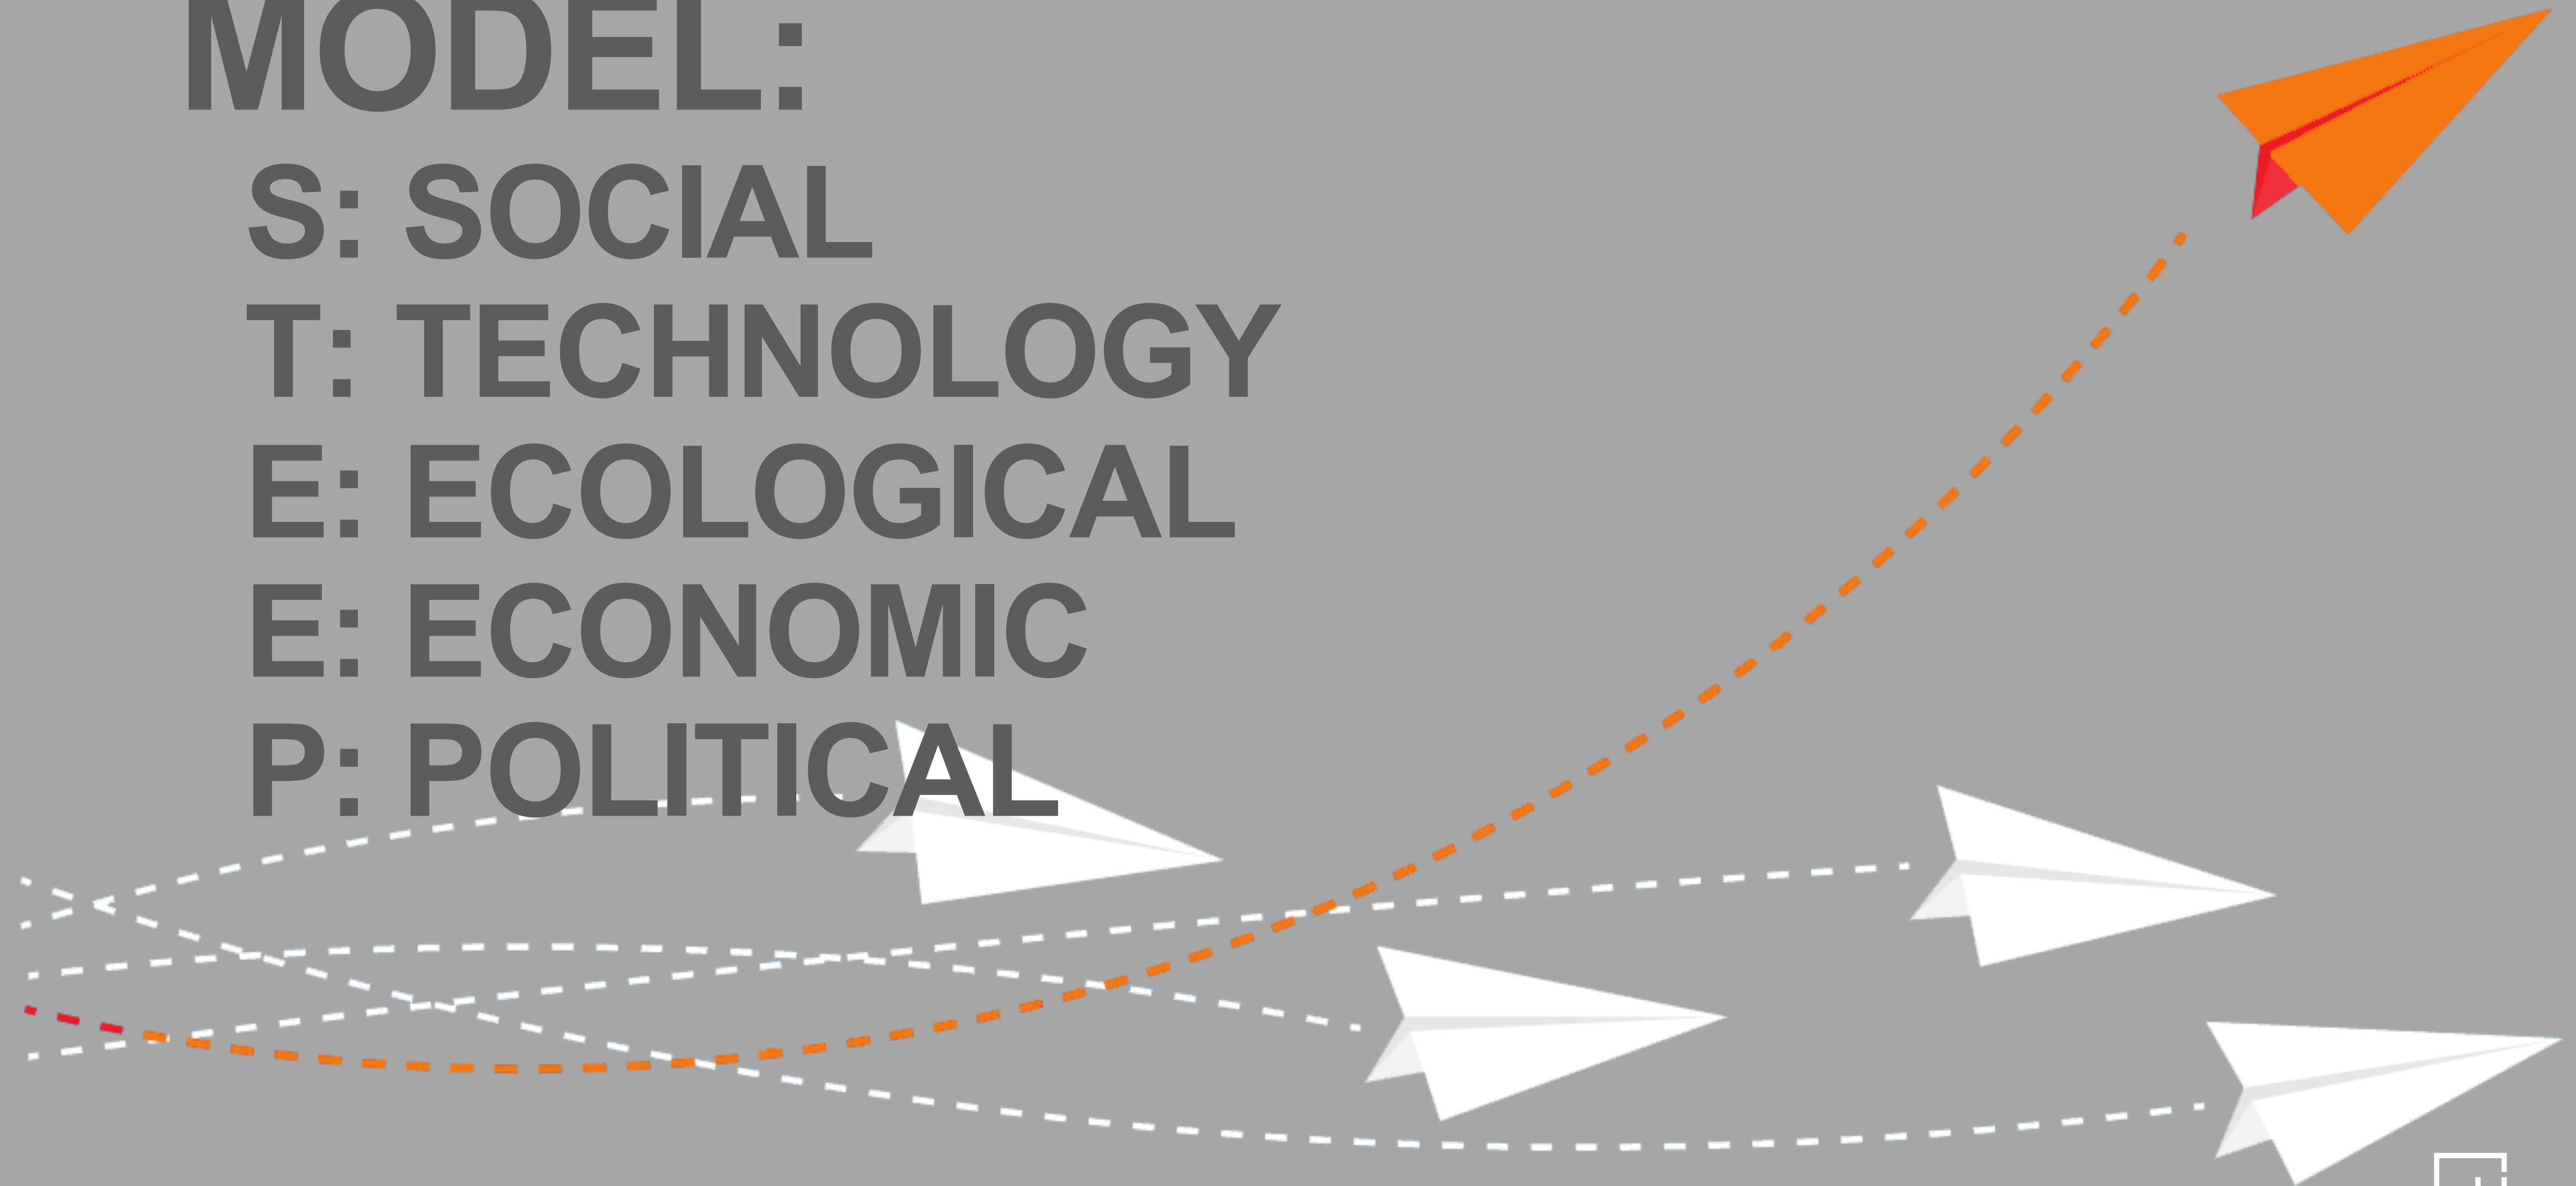 MODEL:
S: SOCIAL
T: TECHNOLOGY
E: ECOLOGICAL
E: ECONOMIC
P: POLITICAL